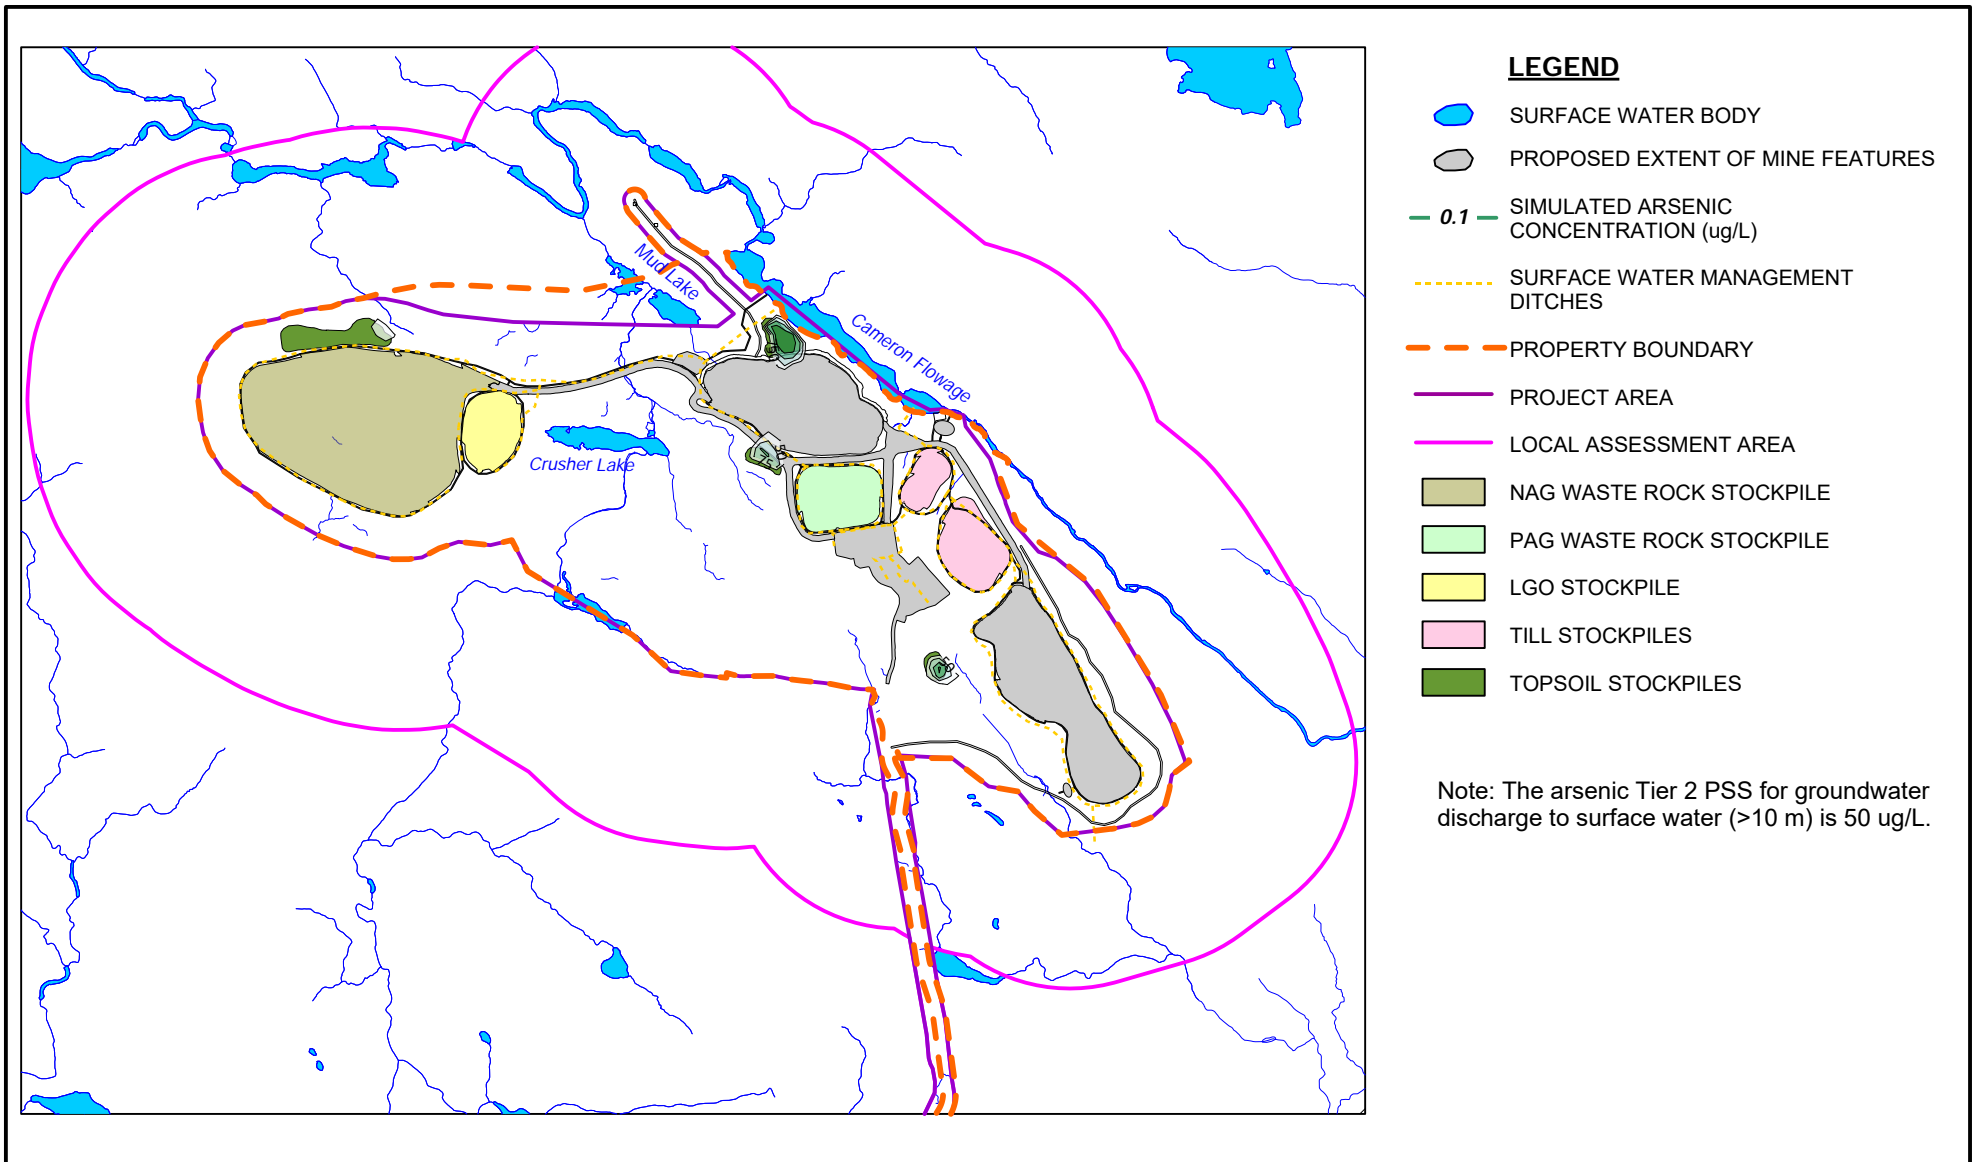 LEGEND
SURFACE WATER BODY
PROPOSED EXTENT OF MINE FEATURES
0.1
SIMULATED ARSENIC
CONCENTRATION (ug/L)
SURFACE WATER MANAGEMENT
DITCHES
PROPERTY BOUNDARY
PROJECT AREA
LOCAL ASSESSMENT AREA
NAG WASTE ROCK STOCKPILE
PAG WASTE ROCK STOCKPILE
LGO STOCKPILE
TILL STOCKPILES
TOPSOIL STOCKPILES
Note: The arsenic Tier 2 PSS for groundwater
discharge to surface water (>10 m) is 50 ug/L.
Mud Lake
Cameron Flowage
Crusher Lake